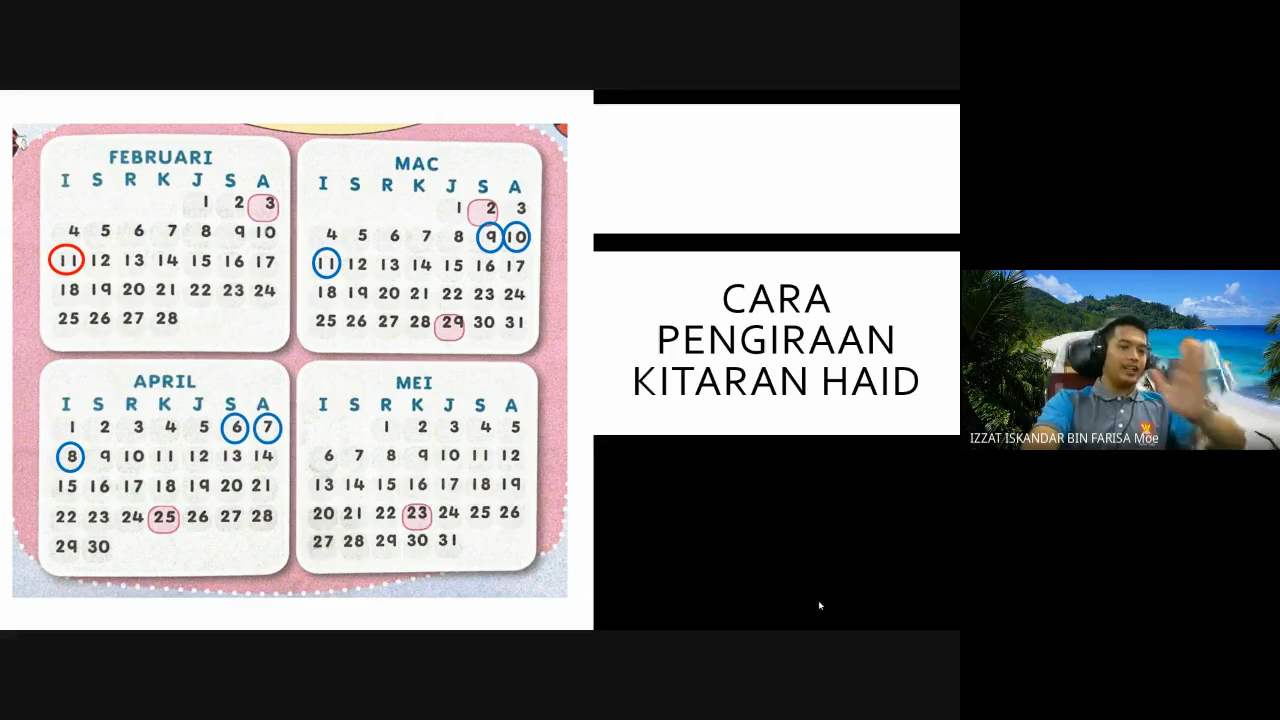 FEBRUARI
I S R K J S A
1 2 3
4 5 6 7 8 9 10
11 12 13 14 15 16 17
18 19 20 21 22 23 24
25 26 27 28
MAC
I S R K J S A
1 2 3
4 5 6 7 8 9 10
11 12 13 14 15 16 17
18 19 20 21 22 23 24
25 26 27 28 29 30 31
APRIL
I S R K J S A
1 2 3 4 5 6 7
8 9 10 11 12 13 14
15 16 17 18 19 20 21
22 23 24 25 26 27 28
29 30
MEI
I S R K J S A
1 2 3 4 5
6 7 8 9 10 11 12
13 14 15 16 17 18 19
20 21 22 23 24 25 26
27 28 29 30 31
CARA
PENGIRAAN
KITARAN HAID
IZZAT ISKANDAR BIN FARISA Moe